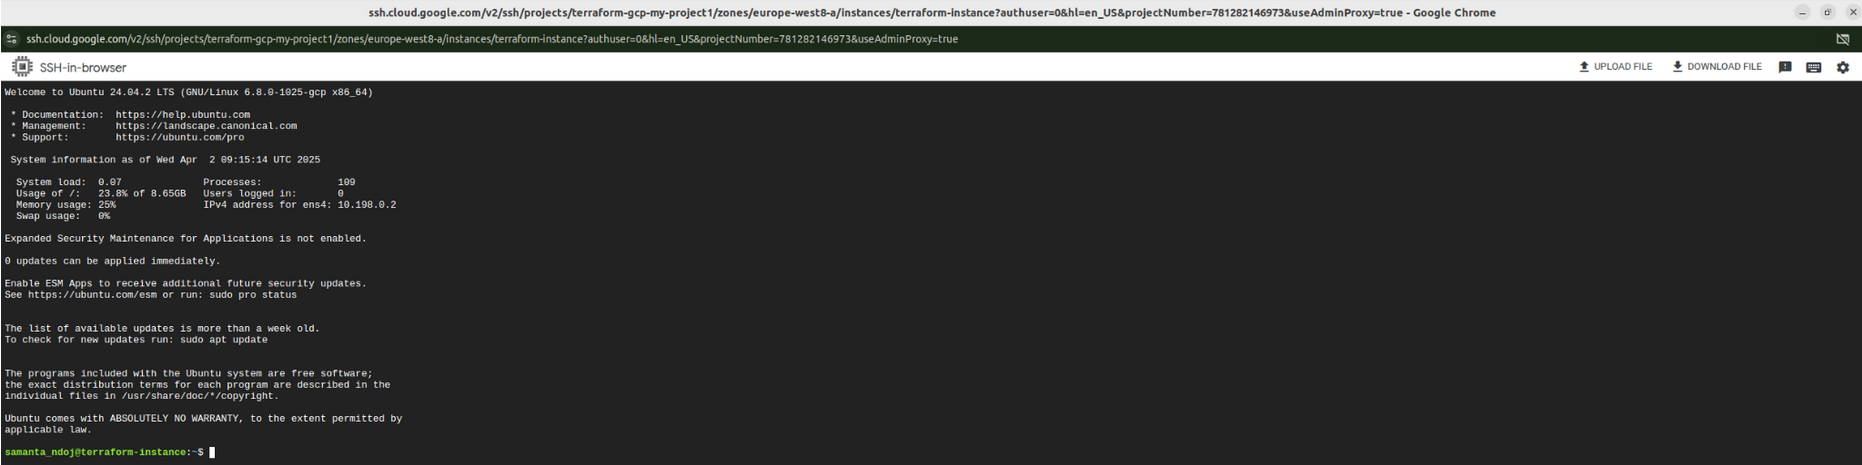 ssh.cloud.google.com/v2/ssh/projects/terraform-gcp-my-project1/zones/europe-west8-a/instances/terraform-instance?authuser=0&hl=en_US&projectNumber=781282146973&useAdminProxy=true - Google Chrome
ssh.cloud.google.com/v2/ssh/projects/terraform-gcp-my-project1/zones/europe-west8-a/instances/terraform-instance?authuser=0&hl=en_US&projectNumber=781282146973&useAdminProxy=true
SSH-in-browser UPLOAD FILE DOWNLOAD FILE
Welcome to Ubuntu 24.04.2 LTS (GNU/Linux 6.8.0-1025-gcp x86_64)
* Documentation: https://help.ubuntu.com
* Management: https://landscape.canonical.com
* Support: https://ubuntu.com/pro
System information as of Wed Apr 2 09:15:14 UTC 2025
System load: 0.07 Processes: 109
Usage of /: 23.8% of 8.65GB Users logged in: 0
Memory usage: 25% IPv4 address for ens4: 10.198.0.2
Swap usage: 0%
Expanded Security Maintenance for Applications is not enabled.
0 updates can be applied immediately.
Enable ESM Apps to receive additional future security updates.
See https://ubuntu.com/esm or run: sudo pro status
The list of available updates is more than a week old.
To check for new updates run: sudo apt update
The programs included with the Ubuntu system are free software;
the exact distribution terms for each program are described in the
individual files in /usr/share/doc/*/copyright.
Ubuntu comes with ABSOLUTELY NO WARRANTY, to the extent permitted by
applicable law.
samanta_ndoj@terraform-instance:~$